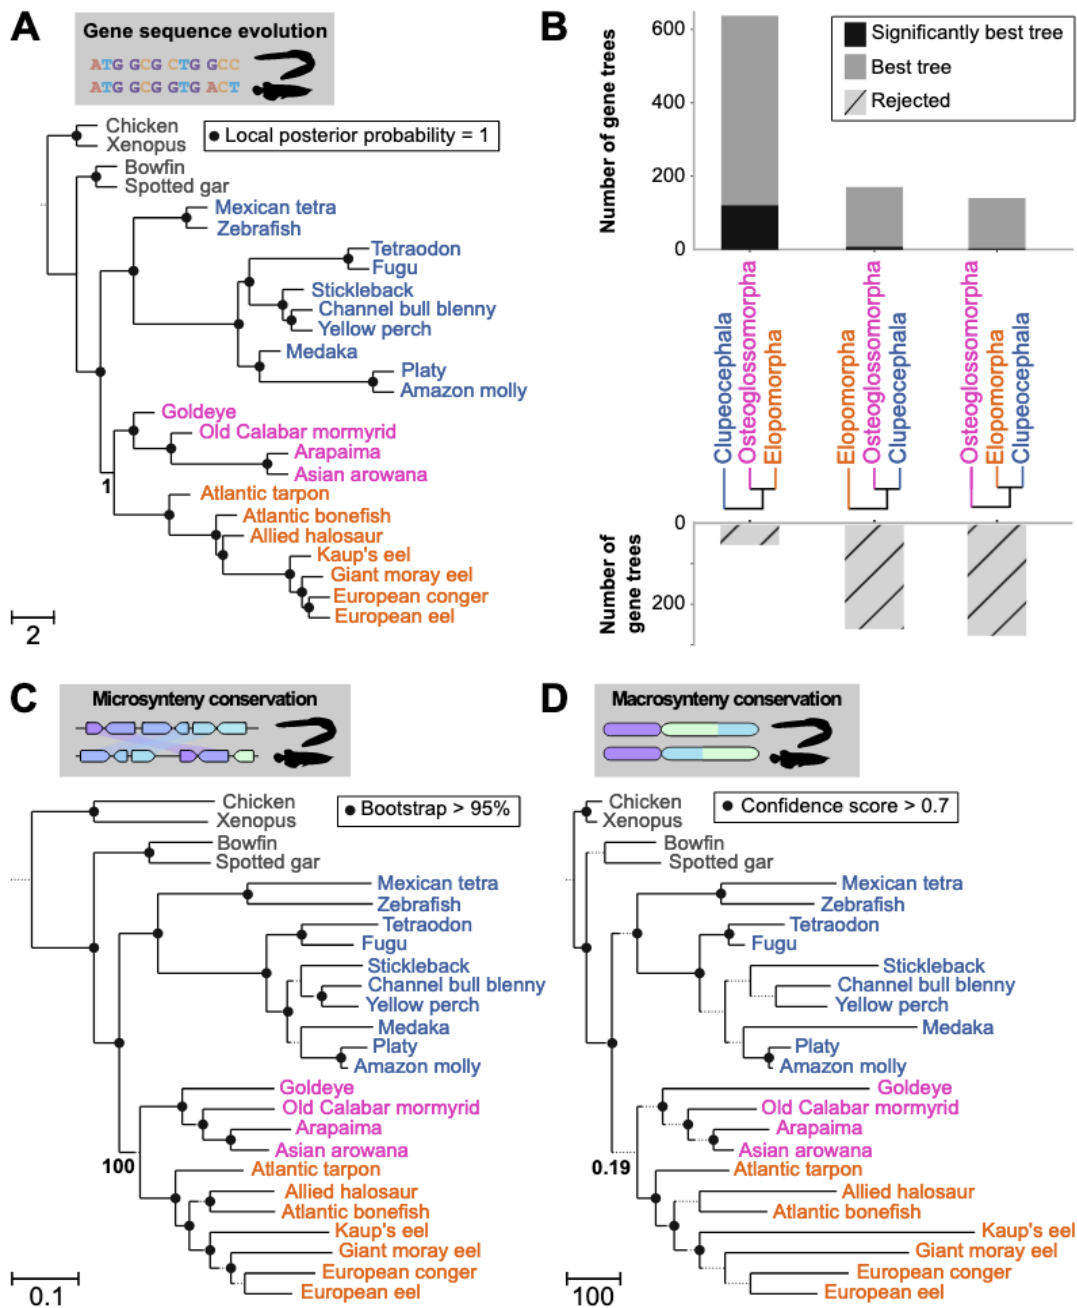 A
Gene sequence evolution
ATG GCG CTG GCC
ATG GCG GTG ACT
Local posterior probability = 1
Chicken
Xenopus
Bowfin
Spotted gar
Mexican tetra
Zebrafish
Tetraodon
Fugu
Stickleback
Channel bull blenny
Yellow perch
Medaka
Platy
Amazon molly
Goldeye
Old Calabar mormyrid
Arapaima
Asian arowana
1
Atlantic tarpon
Atlantic bonefish
Allied halosaur
Kaup's eel
Giant moray eel
European conger
European eel
2
B
Number of gene trees
600
400
200
0
Significantly best tree
Best tree
Rejected
Clupeocephala
Osteoglossomorpha
Elopomorpha
Elopomorpha
Osteoglossomorpha
Clupeocephala
Osteoglossomorpha
Elopomorpha
Clupeocephala
Number of
gene trees
0
200
C
Microsynteny conservation
Bootstrap > 95%
Chicken
Xenopus
Bowfin
Spotted gar
Mexican tetra
Zebrafish
Tetraodon
Fugu
Stickleback
Channel bull blenny
Yellow perch
Medaka
Platy
Amazon molly
Goldeye
Old Calabar mormyrid
Arapaima
Asian arowana
100
Atlantic tarpon
Allied halosaur
Atlantic bonefish
Kaup's eel
Giant moray eel
European conger
European eel
0.1
D
Macrosynteny conservation
Confidence score > 0.7
Chicken
Xenopus
Bowfin
Spotted gar
Mexican tetra
Zebrafish
Tetraodon
Fugu
Stickleback
Channel bull blenny
Yellow perch
Medaka
Platy
Amazon molly
Goldeye
Old Calabar mormyrid
Arapaima
Asian arowana
0.19
Atlantic tarpon
Allied halosaur
Atlantic bonefish
Kaup's eel
Giant moray eel
European conger
European eel
100